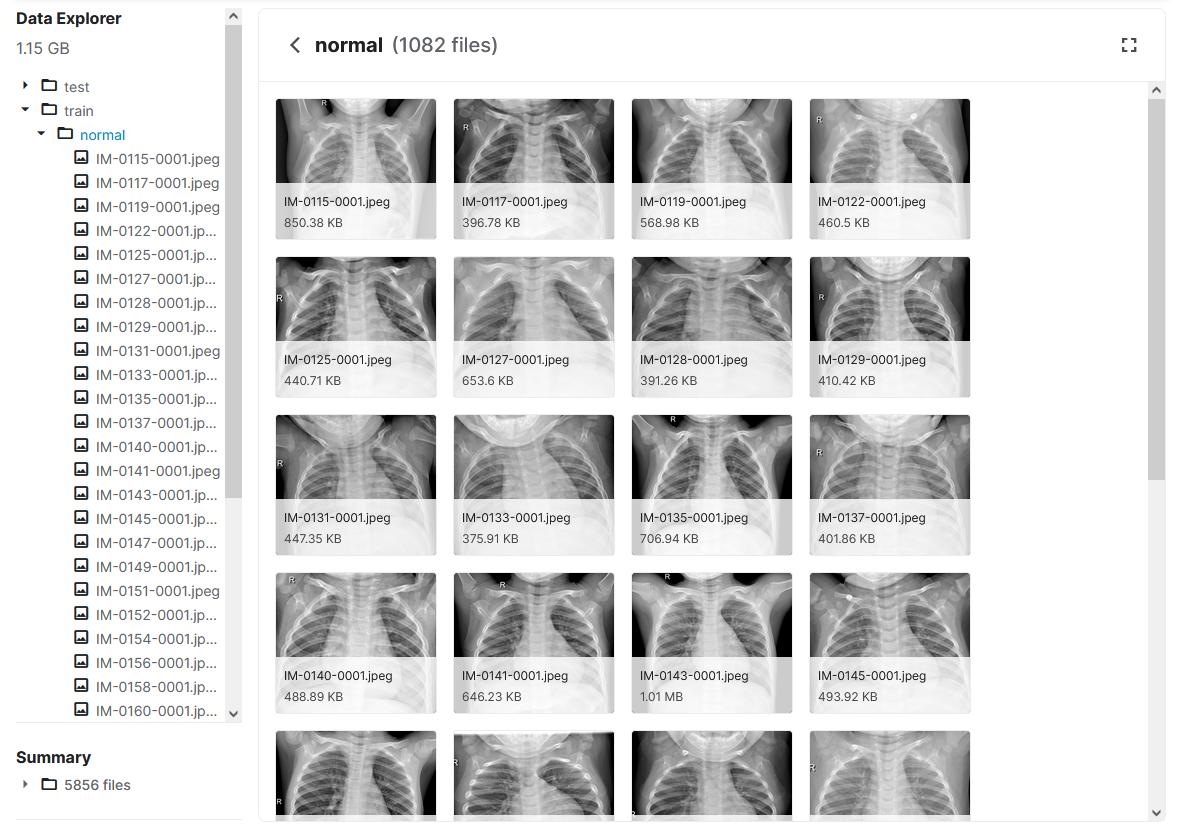 Data Explorer
1.15 GB
test
train
normal
IM-0115-0001.jpeg
IM-0117-0001.jpeg
IM-0119-0001.jpeg
IM-0122-0001.jp...
IM-0125-0001.jp...
IM-0127-0001.jp...
IM-0128-0001.jp...
IM-0129-0001.jp...
IM-0131-0001.jpeg
IM-0133-0001.jp...
IM-0135-0001.jp...
IM-0137-0001.jp...
IM-0140-0001.jp...
IM-0141-0001.jpeg
IM-0143-0001.jp...
IM-0145-0001.jp...
IM-0147-0001.jp...
IM-0149-0001.jp...
IM-0151-0001.jpeg
IM-0152-0001.jp...
IM-0154-0001.jp...
IM-0156-0001.jp...
IM-0158-0001.jp...
IM-0160-0001.jp...
Summary
5856 files
normal (1082 files)
R R R
IM-0115-0001.jpeg IM-0117-0001.jpeg IM-0119-0001.jpeg IM-0122-0001.jpeg
850.38 KB 396.78 KB 568.98 KB 460.5 KB
R R
IM-0125-0001.jpeg IM-0127-0001.jpeg IM-0128-0001.jpeg IM-0129-0001.jpeg
440.71 KB 653.6 KB 391.26 KB 410.42 KB
R R R
IM-0131-0001.jpeg IM-0133-0001.jpeg IM-0135-0001.jpeg IM-0137-0001.jpeg
447.35 KB 375.91 KB 706.94 KB 401.86 KB
R R R
IM-0140-0001.jpeg IM-0141-0001.jpeg IM-0143-0001.jpeg IM-0145-0001.jpeg
488.89 KB 646.23 KB 1.01 MB 493.92 KB
R R R